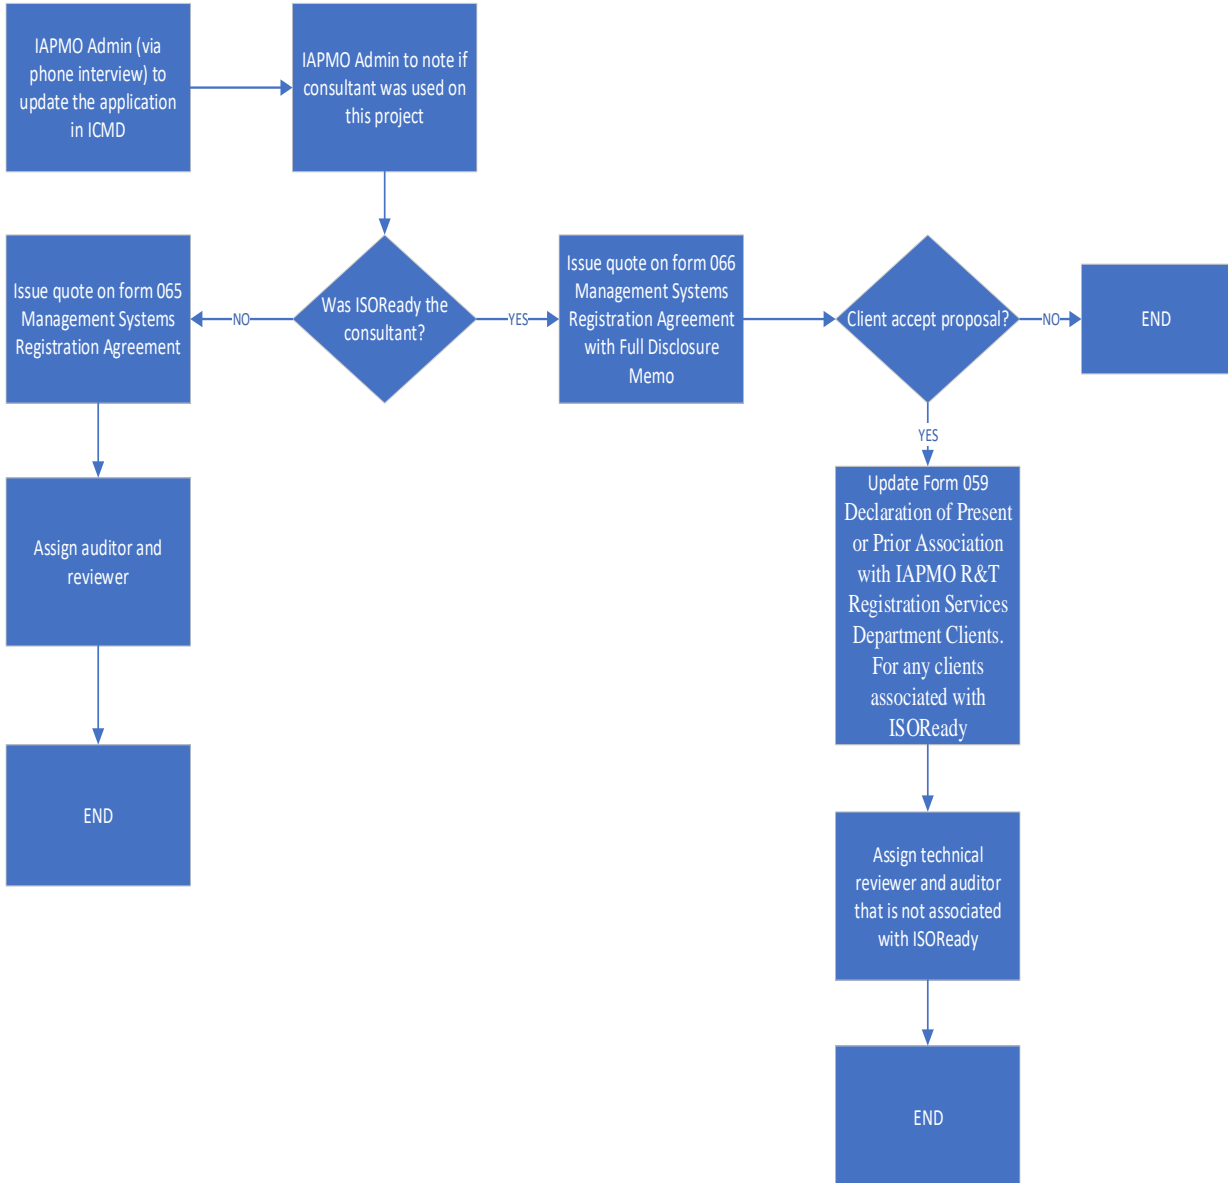 IAPMO Admin (via
phone interview) to
update the application
in ICMD
IAPMO Admin to note if
consultant was used on
this project
Issue quote on form 065
Management Systems
Registration Agreement
NO
Was ISOReady the
consultant?
YES
Issue quote on form 066
Management Systems
Registration Agreement
with Full Disclosure
Memo
Client accept proposal?
NO
END
YES
Assign auditor and
reviewer
Update Form 059
Declaration of Present
or Prior Association
with IAPMO R&T
Registration Services
Department Clients.
For any clients
associated with
ISOReady
END
Assign technical
reviewer and auditor
that is not associated
with ISOReady
END